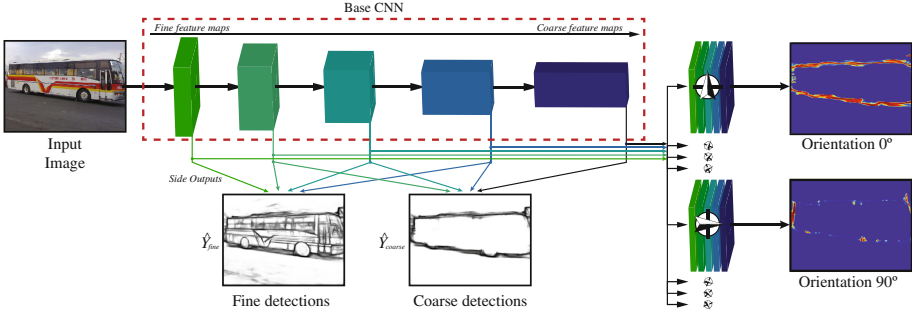 Base CNN
Fine feature maps
Coarse feature maps
Input
Image
Orientation 0º
Side Outputs
Ŷfine
Ŷcoarse
Fine detections
Coarse detections
Orientation 90º